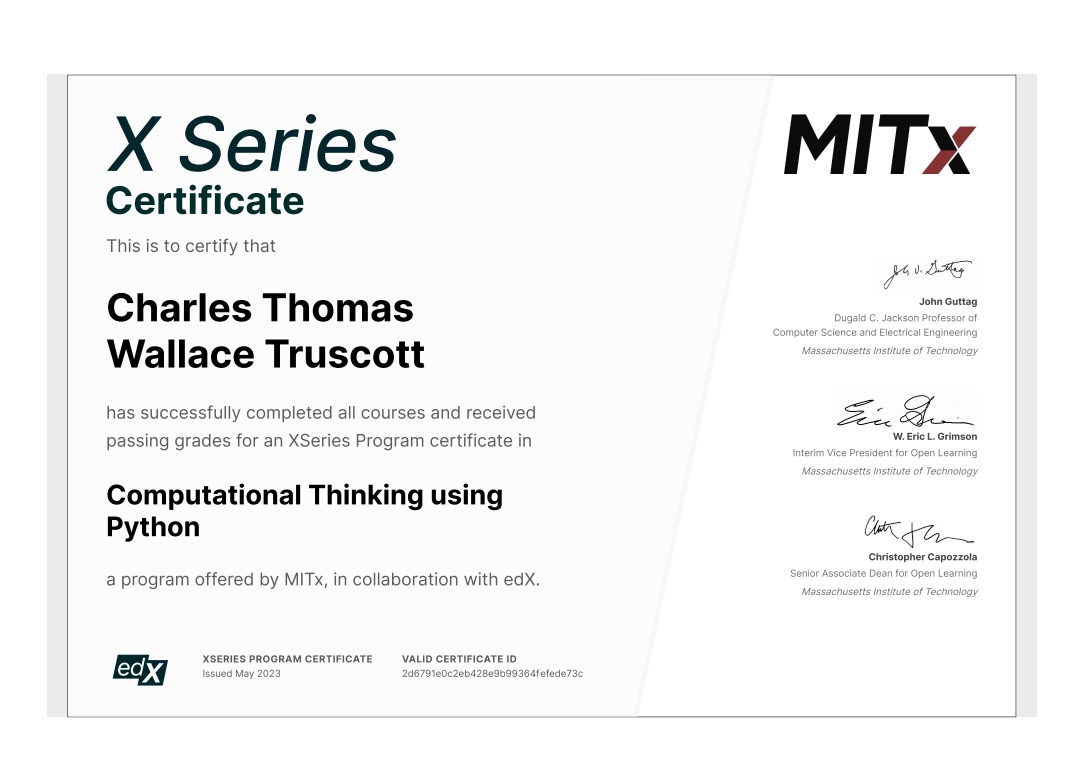 X Series
Certificate
This is to certify that
Charles Thomas
Wallace Truscott
has successfully completed all courses and received
passing grades for an XSeries Program certificate in
Computational Thinking using
Python
a program offered by MITx, in collaboration with edX.
edX
XSERIES PROGRAM CERTIFICATE
Issued May 2023
VALID CERTIFICATE ID
2d6791e0c2eb428e9b99364fefede73c
MITx
John V. Guttag
John Guttag
Dugald C. Jackson Professor of
Computer Science and Electrical Engineering
Massachusetts Institute of Technology
W. Eric L. Grimson
Interim Vice President for Open Learning
Massachusetts Institute of Technology
Christopher Capozzola
Senior Associate Dean for Open Learning
Massachusetts Institute of Technology